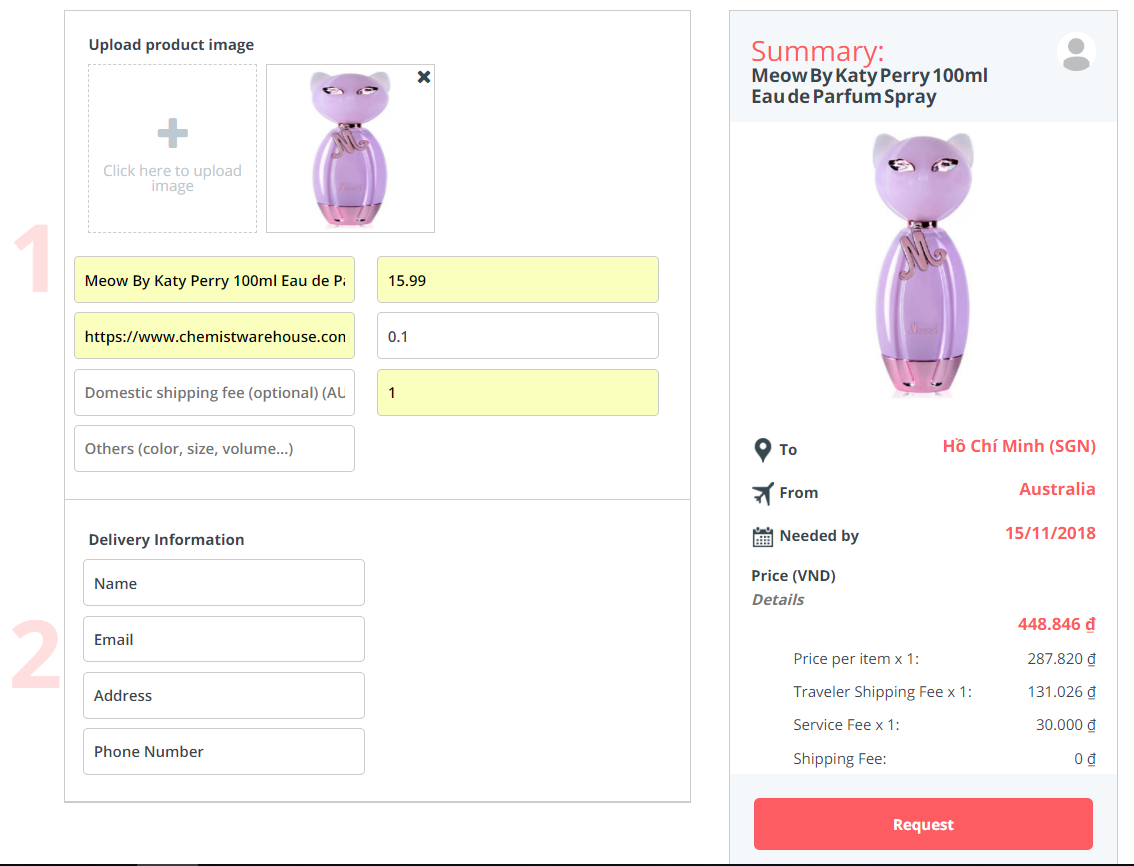 Upload product image
Click here to upload
image
1
Meow By Katy Perry 100ml Eau de Pa
15.99
https://www.chemistwarehouse.com
0.1
Domestic shipping fee (optional) (AU
1
Others (color, size, volume...)
2
Delivery Information
Name
Email
Address
Phone Number
Summary:
Meow By Katy Perry 100ml
Eau de Parfum Spray
To
Hồ Chí Minh (SGN)
From
Australia
Needed by
15/11/2018
Price (VND)
Details
448.846 ₫
Price per item x 1:
287.820 ₫
Traveler Shipping Fee x 1:
131.026 ₫
Service Fee x 1:
30.000 ₫
Shipping Fee:
0 ₫
Request